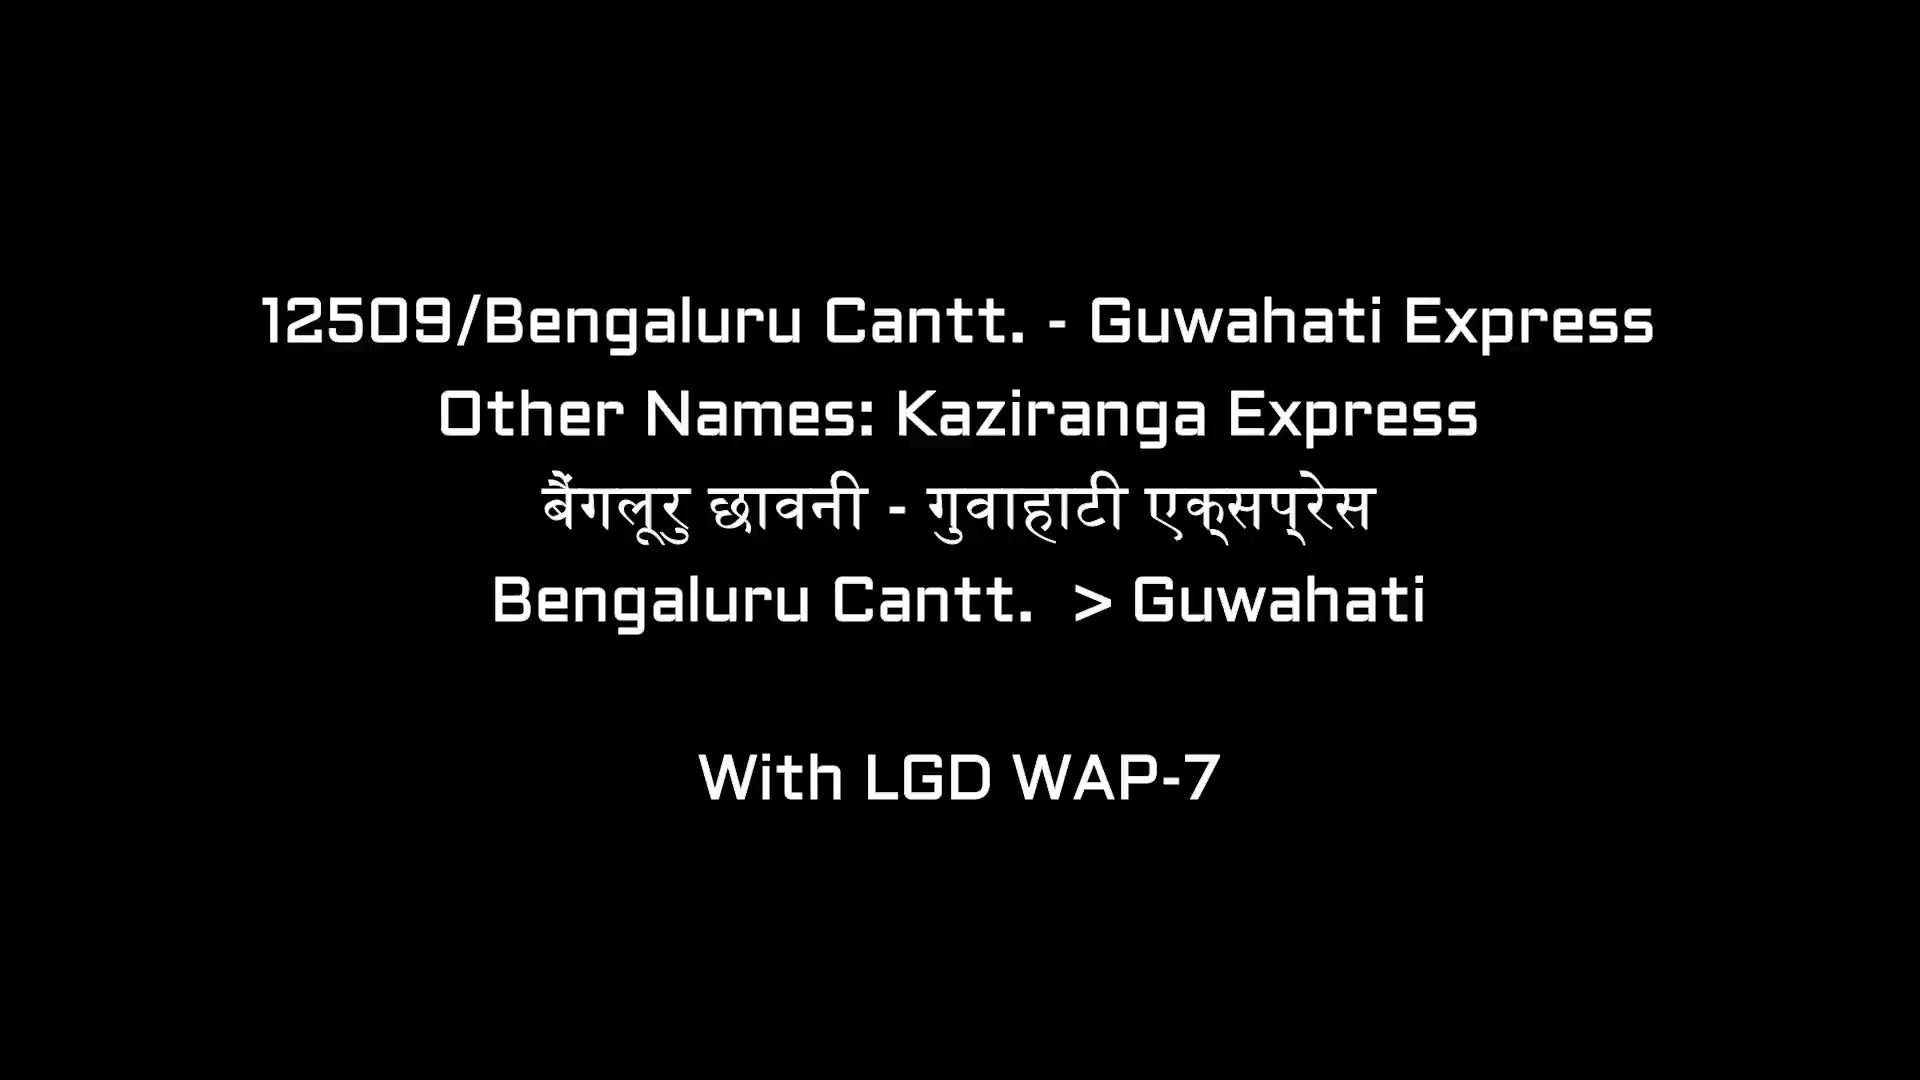 12509/Bengaluru Cantt. - Guwahati Express
Other Names: Kaziranga Express
बैंगलूरु छावनी - गुवाहाटी एक्‌सप्‌रेस
Bengaluru Cantt.  > Guwahati
With LGD WAP-7